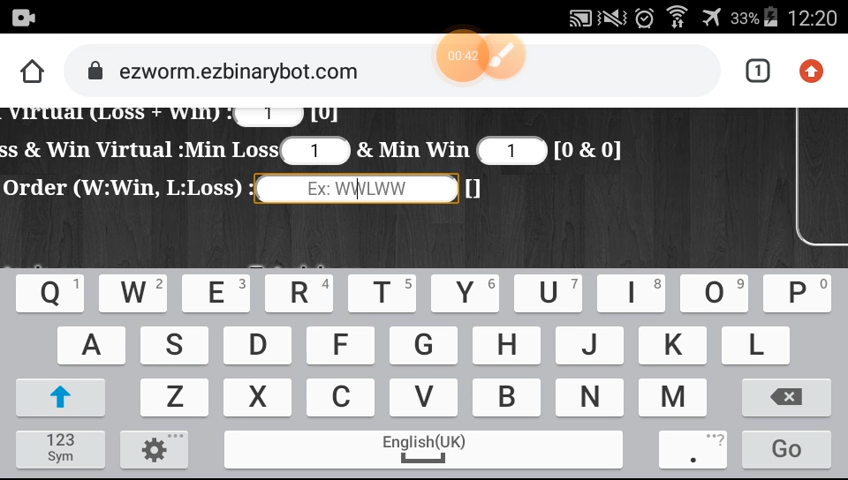 33% 12:20
ezworm.ezbinarybot.com 00:42 1
Virtual (Loss + Win) : 1 [0]
ss & Win Virtual :Min Loss 1 & Min Win 1 [0 & 0]
Order (W:Win, L:Loss) : Ex: WWLWW []
Q 1 W 2 E 3 R 4 T 5 Y 6 U 7 I 8 O 9 P 0
A S D F G H J K L
Z X C V B N M
123 Sym ... English(UK) . ,,? Go